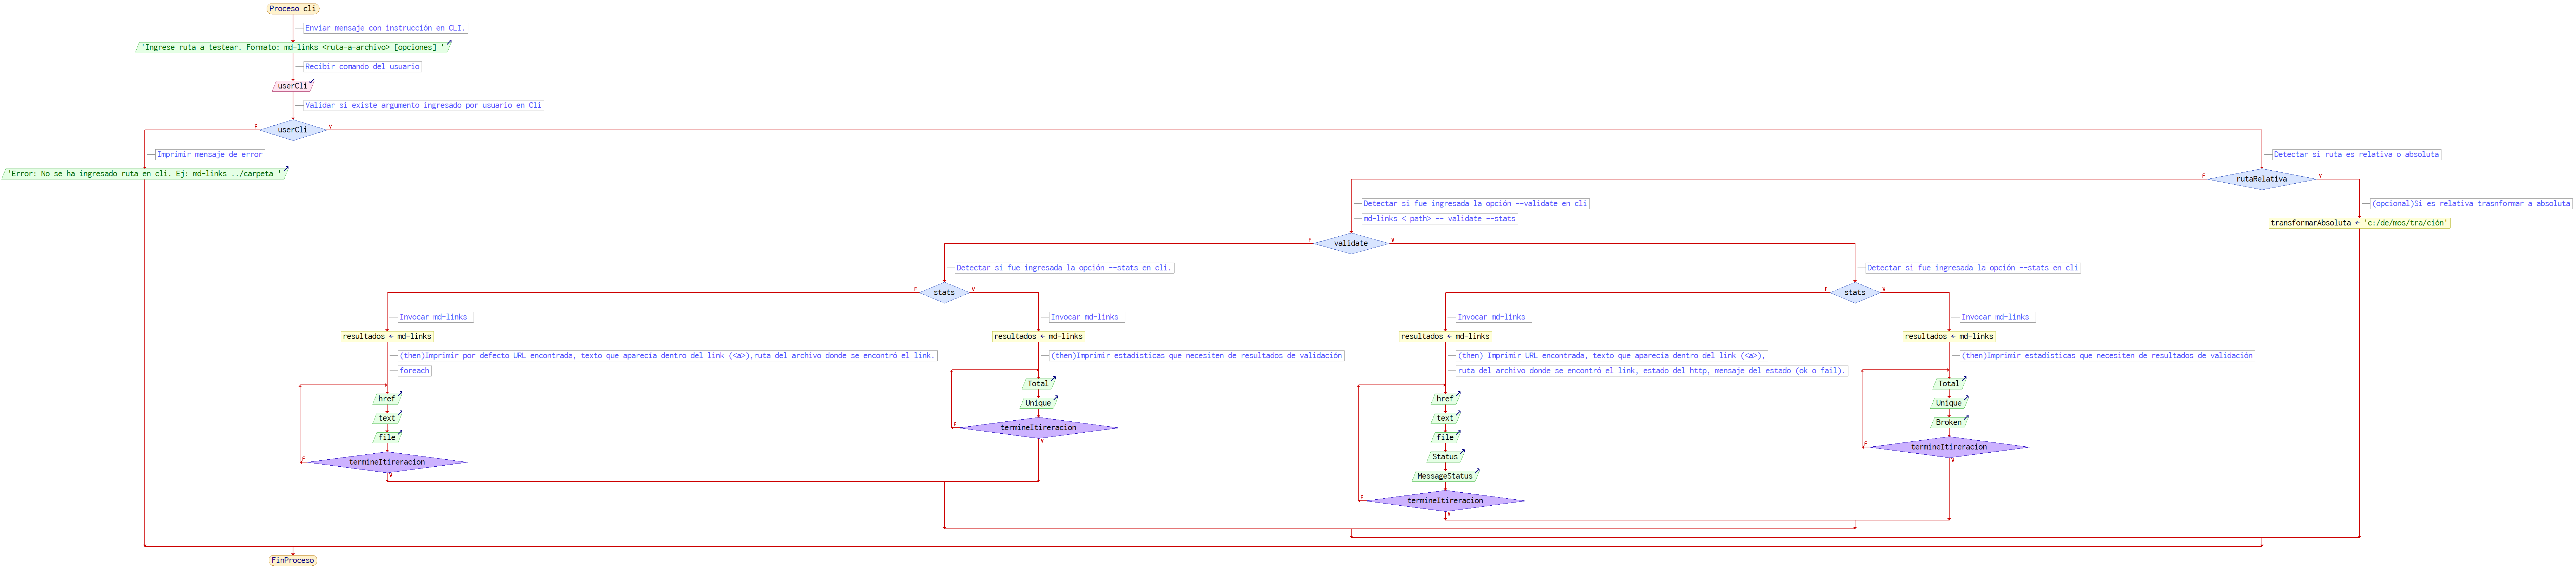 Proceso cli
Enviar mensaje con instrucción en CLI.
'Ingrese ruta a testear. Formato: md-links <ruta-a-archivo> [opciones] '
Recibir comando del usuario
userCli
Validar si existe argumento ingresado por usuario en Cli
F
userCli
V
Imprimir mensaje de error
'Error: No se ha ingresado ruta en cli. Ej: md-links ../carpeta '
Detectar si ruta es relativa o absoluta
F
rutaRelativa
V
(opcional)Si es relativa trasnformar a absoluta
transformarAbsoluta ← 'c:/de/mos/tra/ción'
Detectar si fue ingresada la opción --validate en cli
md-links < path> -- validate --stats
F
validate
V
Detectar si fue ingresada la opción --stats en cli.
F
stats
V
Invocar md-links
resultados ← md-links
(then)Imprimir por defecto URL encontrada, texto que aparecía dentro del link (<a>),ruta del archivo donde se encontró el link.
foreach
href
text
file
F
termineItireracion
V
Invocar md-links
resultados ← md-links
(then)Imprimir estadísticas que necesiten de resultados de validación
Total
Unique
F
termineItireracion
V
Detectar si fue ingresada la opción --stats en cli
F
stats
V
Invocar md-links
resultados ← md-links
(then) Imprimir URL encontrada, texto que aparecía dentro del link (<a>),
ruta del archivo donde se encontró el link, estado del http, mensaje del estado (ok o fail).
href
text
file
Status
MessageStatus
F
termineItireracion
V
Invocar md-links
resultados ← md-links
(then)Imprimir estadísticas que necesiten de resultados de validación
Total
Unique
Broken
F
termineItireracion
V
FinProceso